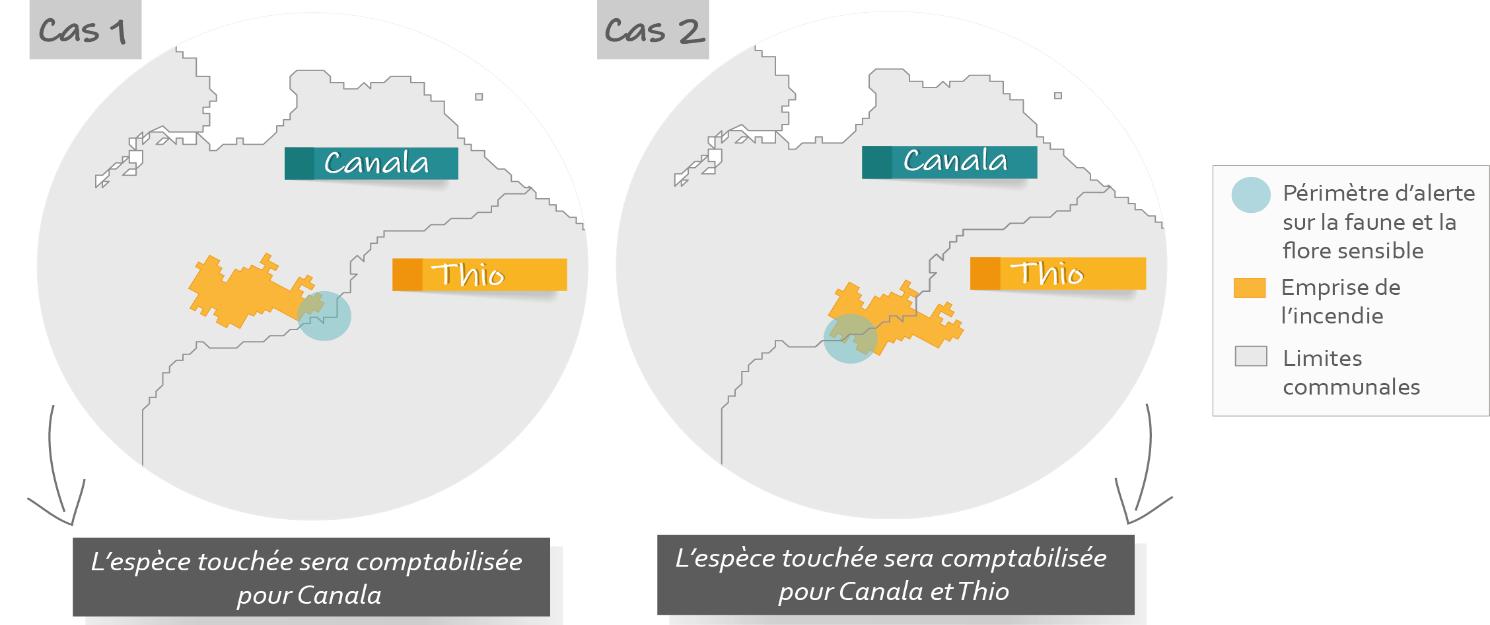 Cas 1
Canala
Thio
L'espèce touchée sera comptabilisée
pour Canala
Cas 2
Canala
Thio
L'espèce touchée sera comptabilisée
pour Canala et Thio
Périmètre d'alerte
sur la faune et la
flore sensible
Emprise de
l'incendie
Limites
communales